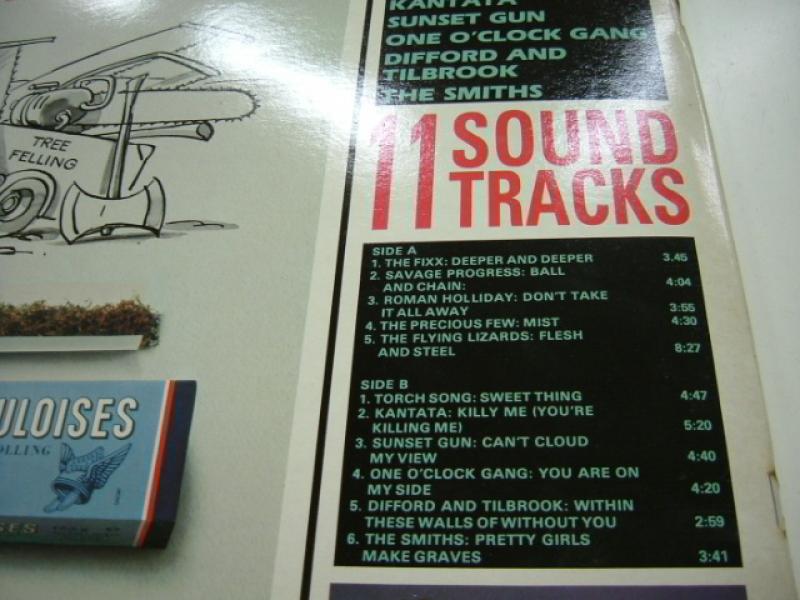 KANTATA
SUNSET GUN
ONE O'CLOCK GANG
DIFFORD AND
TILBROOK
THE SMITHS
TREE
FELLING
11 SOUND
TRACKS
SIDE A
1. THE FIXX: DEEPER AND DEEPER 3.45
2. SAVAGE PROGRESS: BALL
AND CHAIN: 4:04
3. ROMAN HOLLIDAY: DON'T TAKE
IT ALL AWAY 3:55
4. THE PRECIOUS FEW: MIST 4:30
5. THE FLYING LIZARDS: FLESH
AND STEEL 8:27
SIDE B
1. TORCH SONG: SWEET THING 4:47
2. KANTATA: KILLY ME (YOU'RE
KILLING ME) 5:20
3. SUNSET GUN: CAN'T CLOUD
MY VIEW 4:40
4. ONE O'CLOCK GANG: YOU ARE ON
MY SIDE 4:20
5. DIFFORD AND TILBROOK: WITHIN
THESE WALLS OF WITHOUT YOU 2:59
6. THE SMITHS: PRETTY GIRLS
MAKE GRAVES 3:41
ULOISES
OLLING
SES